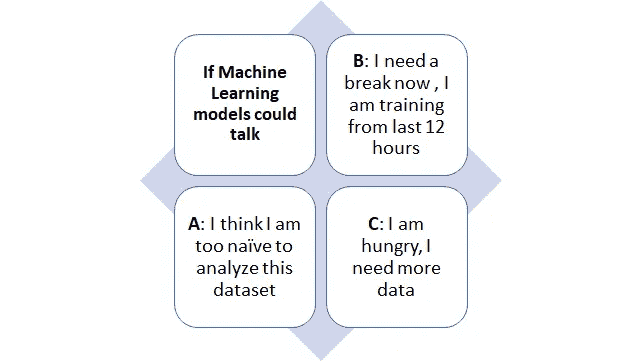 If Machine
Learning
models could
talk
B: I need a
break now , I
am training
from last 12
hours
A: I think I am
too naïve to
analyze this
dataset
C: I am
hungry, I
need more
data